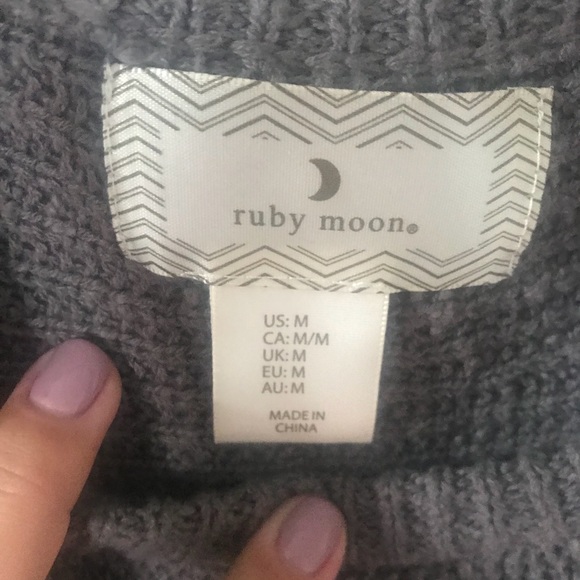 ruby moon®
US: M
CA: M/M
UK: M
EU: M
AU: M
MADE IN
CHINA